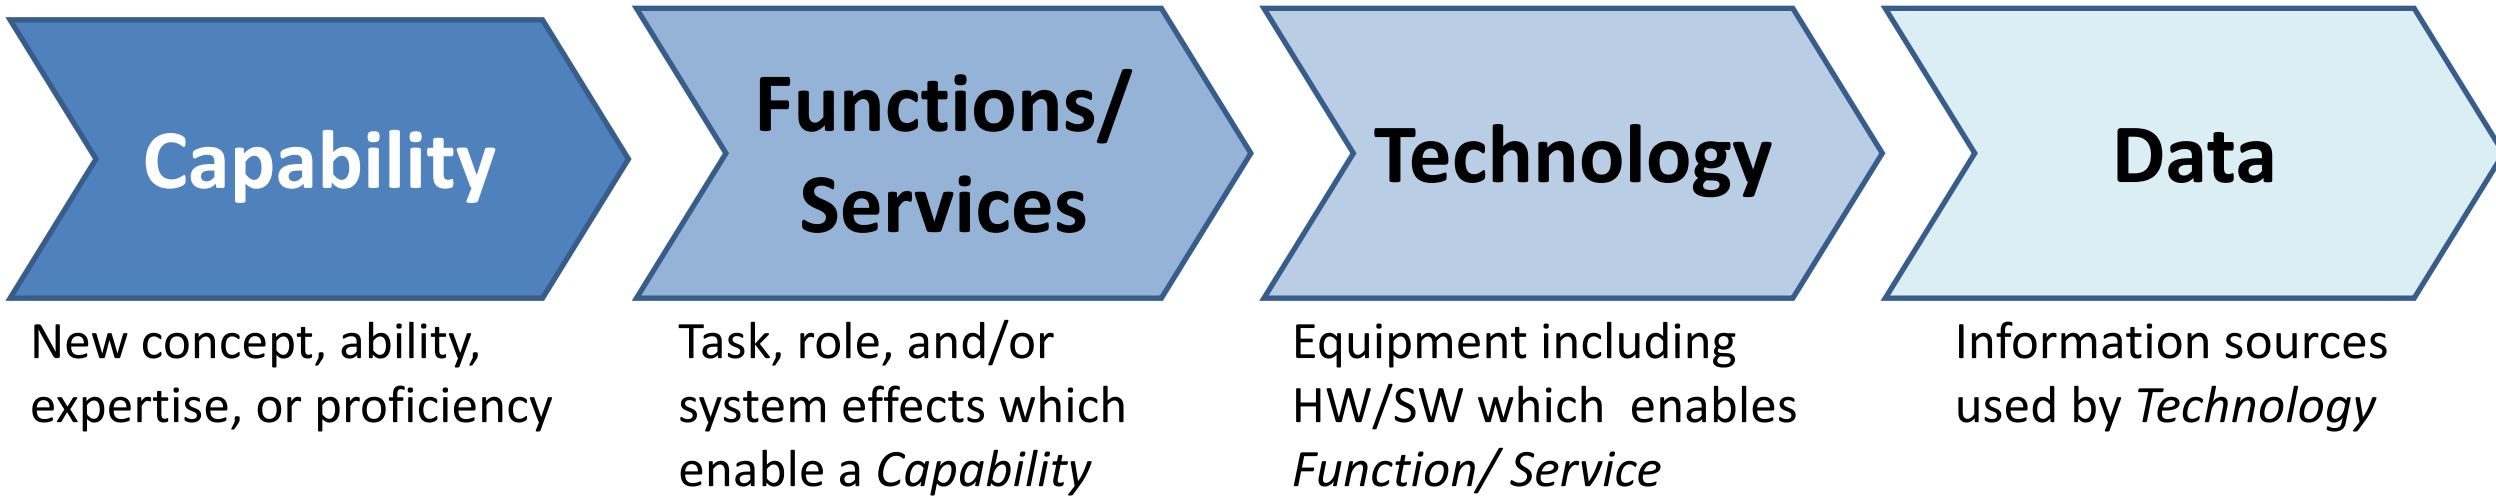 Capability
Functions/
Services
Technology
Data
New concept, ability,
expertise, or proficiency
Task, role, and/or
system effects which
enable a Capability
Equipment including
HW/SW which enables
Function/Service
Information sources
used by Technology